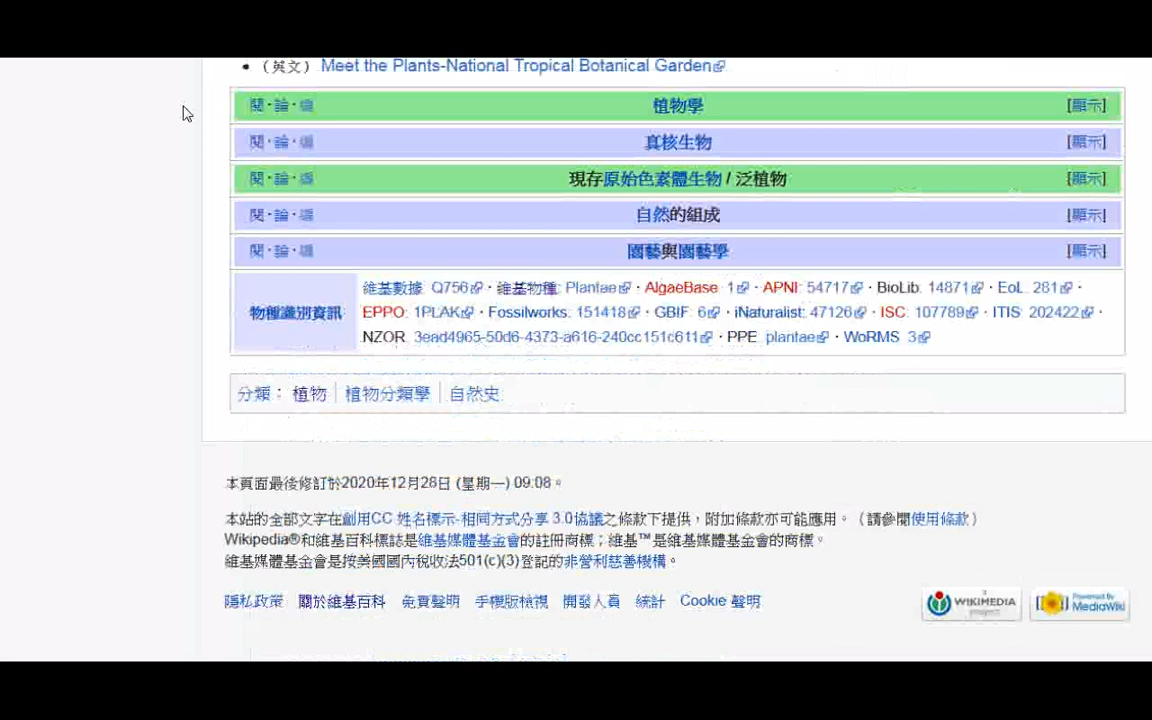 （英文） Meet the Plants-National Tropical Botanical Garden
閱·論·編 植物學 [顯示]
閱·論·編 真核生物 [顯示]
閱·論·編 現存原始色素體生物 / 泛植物 [顯示]
閱·論·編 自然的組成 [顯示]
閱·論·編 園藝與園藝學 [顯示]
物種識別資訊
維基數據: Q756 · 維基物種: Plantae · AlgaeBase: 1 · APNI: 54717 · BioLib: 14871 · EoL: 281 ·
EPPO: 1PLAK · Fossilworks: 151418 · GBIF: 6 · iNaturalist: 47126 · ISC: 107789 · ITIS: 202422 ·
NZOR: 3ead4965-50d6-4373-a616-240cc151c611 · PPE: plantae · WoRMS: 3
分類： 植物 | 植物分類學 | 自然史
本頁面最後修訂於2020年12月28日 (星期一) 09:08。
本站的全部文字在創用CC 姓名標示-相同方式分享 3.0協議之條款下提供，附加條款亦可能應用。（請參閱使用條款）
Wikipedia®和維基百科標誌是維基媒體基金會的註冊商標；維基™是維基媒體基金會的商標。
維基媒體基金會是按美國國內稅收法501(c)(3)登記的非營利慈善機構。
隱私政策 關於維基百科 免責聲明 手機版檢視 開發人員 統計 Cookie 聲明
A WIKIMEDIA project
Powered By MediaWiki